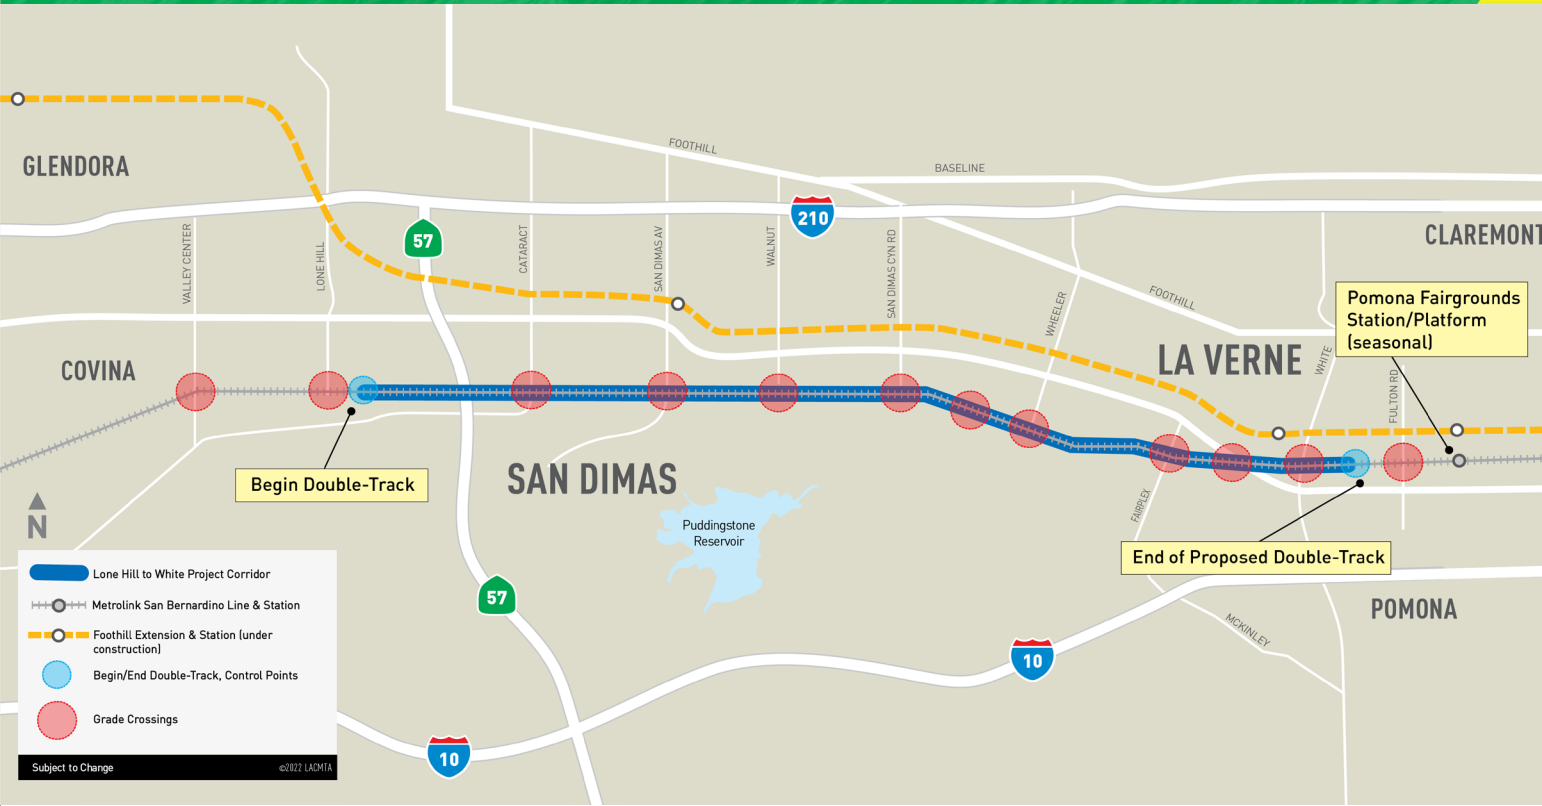 FOOTHILL
BASELINE
GLENDORA
210
57
CLAREMONT
VALLEY CENTER
LONE HILL
CATARACT
SAN DIMAS AV
WALNUT
SAN DIMAS CYN RD
WHEELER
FOOTHILL
Pomona Fairgrounds
Station/Platform
(seasonal)
LA VERNE
WHITE
COVINA
FULTON RD
Begin Double-Track
SAN DIMAS
FAIRPLEX
Puddingstone
Reservoir
N
End of Proposed Double-Track
57
POMONA
MCKINLEY
10
10
Lone Hill to White Project Corridor
Metrolink San Bernardino Line & Station
Foothill Extension & Station (under
construction)
Begin/End Double-Track, Control Points
Grade Crossings
Subject to Change
©2022 LACMTA